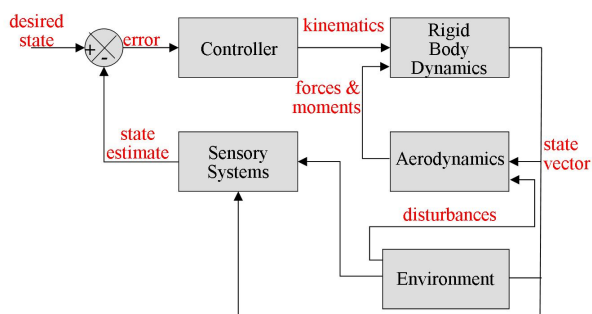 desired
state
+
-
error
Controller
kinematics
Rigid
Body
Dynamics
forces &
moments
state
estimate
Sensory
Systems
Aerodynamics
state
vector
disturbances
Environment